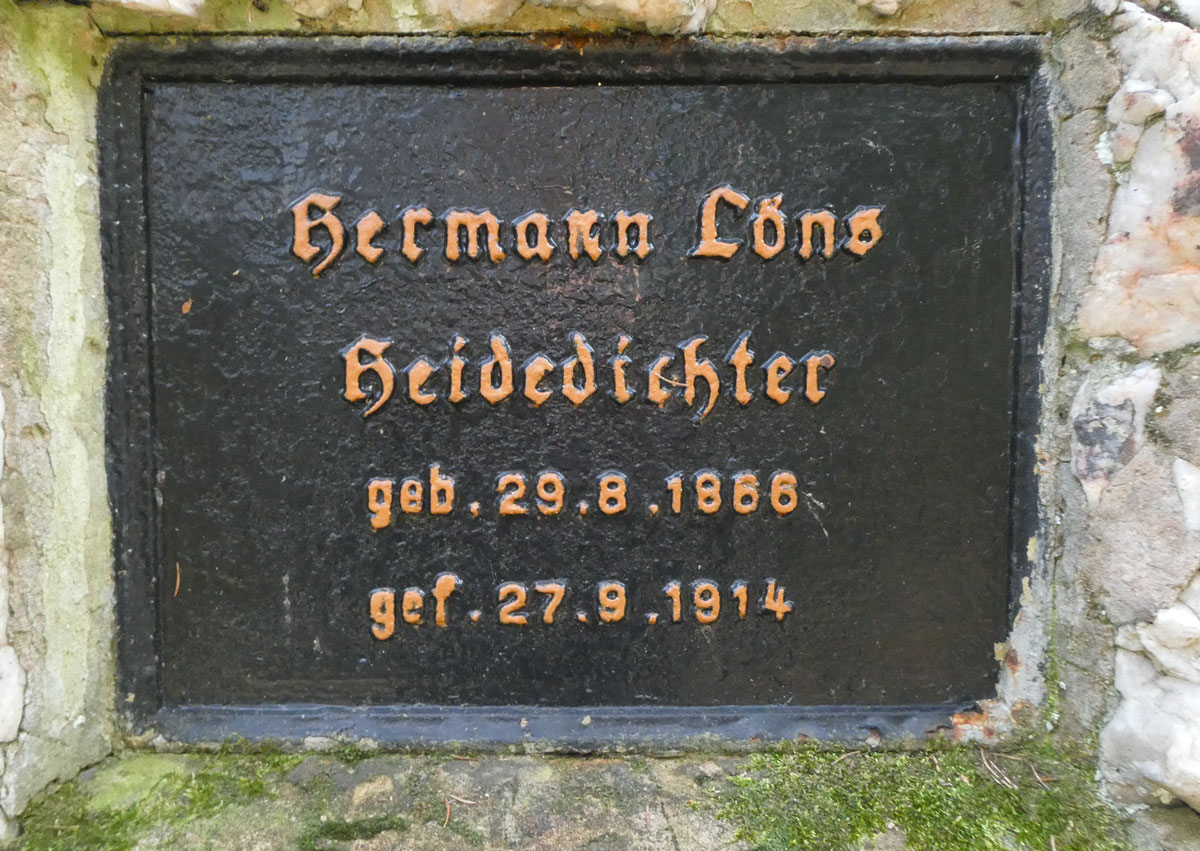 Hermann Löns
Heidedichter
geb. 29.8.1866
gef. 27.9.1914